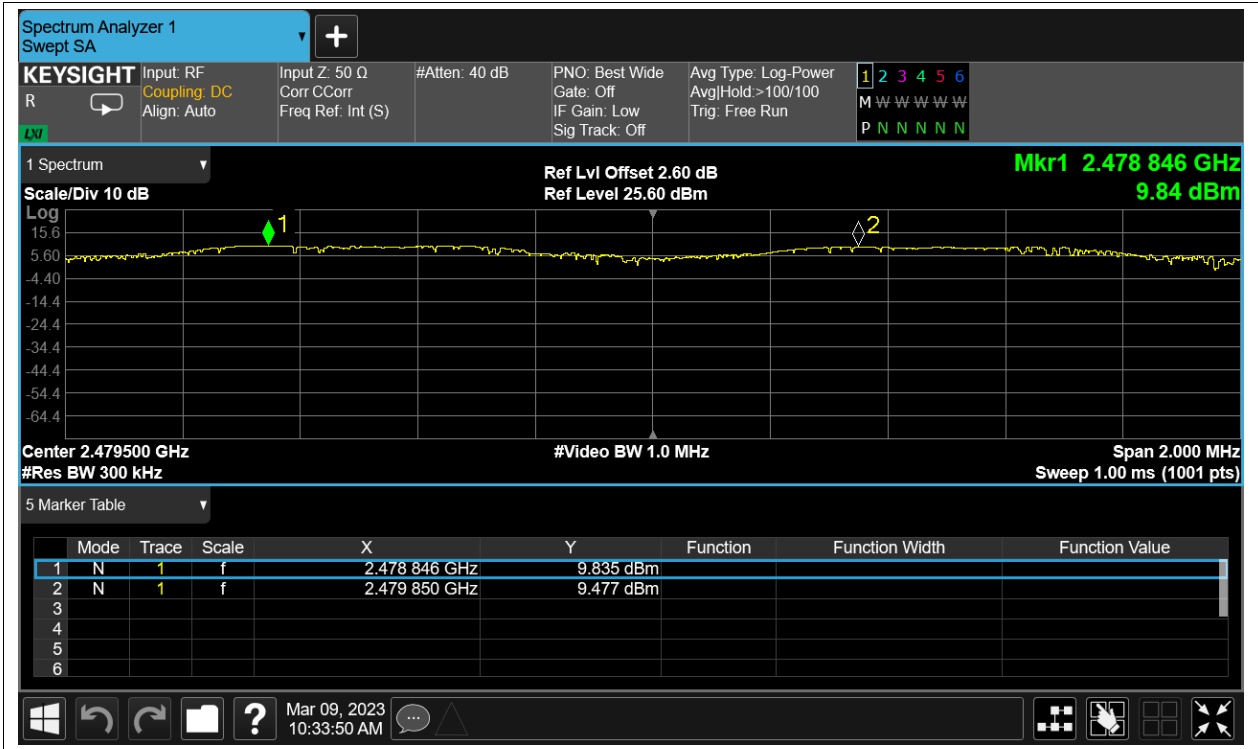 Spectrum Analyzer 1
Swept SA
+
KEYSIGHT Input: RF Input Z: 50 Ω #Atten: 40 dB PNO: Best Wide Avg Type: Log-Power 1 2 3 4 5 6
R Coupling: DC Corr CCorr Gate: Off Avg|Hold:>100/100 M W W W W W
Align: Auto Freq Ref: Int (S) IF Gain: Low Trig: Free Run
LXI Sig Track: Off P N N N N N
1 Spectrum Ref Lvl Offset 2.60 dB Mkr1 2.478 846 GHz
Scale/Div 10 dB Ref Level 25.60 dBm 9.84 dBm
Log
1 2
15.6
5.60
-4.40
-14.4
-24.4
-34.4
-44.4
-54.4
-64.4
Center 2.479500 GHz #Video BW 1.0 MHz Span 2.000 MHz
#Res BW 300 kHz Sweep 1.00 ms (1001 pts)
5 Marker Table
Mode Trace Scale X Y Function Function Width Function Value
1 N 1 f 2.478 846 GHz 9.835 dBm
2 N 1 f 2.479 850 GHz 9.477 dBm
3
4
5
6
? Mar 09, 2023
10:33:50 AM